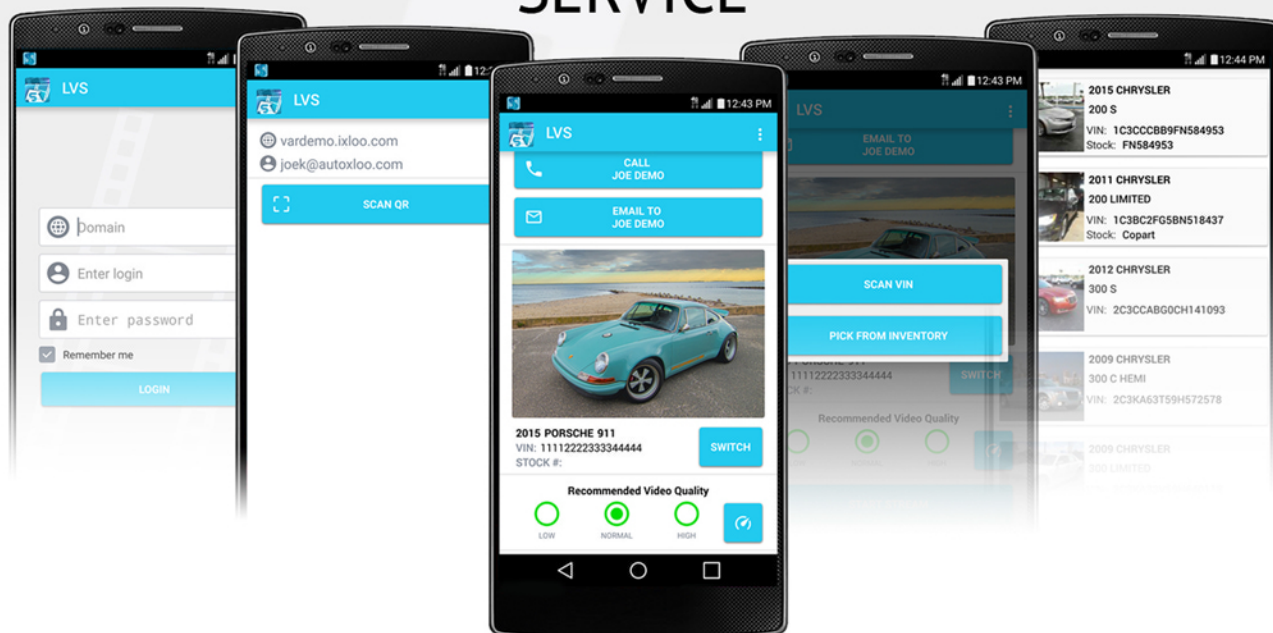 SERVICE
LVS
Domain
Enter login
Enter password
Remember me
LOGIN
LVS
vardemo.ixloo.com
joek@autoxloo.com
SCAN QR
12:43 PM
LVS
CALL
JOE DEMO
EMAIL TO
JOE DEMO
2015 PORSCHE 911
VIN: 11112222333344444
STOCK #:
SWITCH
Recommended Video Quality
LOW
NORMAL
HIGH
12:43 PM
LVS
EMAIL TO
JOE DEMO
SCAN VIN
PICK FROM INVENTORY
11112222333344444
SWITCH
Recommended Video Quality
12:44 PM
2015 CHRYSLER
200 S
VIN: 1C3CCCBB9FN584953
Stock: FN584953
2011 CHRYSLER
200 LIMITED
VIN: 1C3BC2FG5BN518437
Stock: Copart
2012 CHRYSLER
300 S
VIN: 2C3CCABG0CH141093
2009 CHRYSLER
300 C HEMI
VIN: 2C3KA63T59H572578
2009 CHRYSLER
300 LIMITED